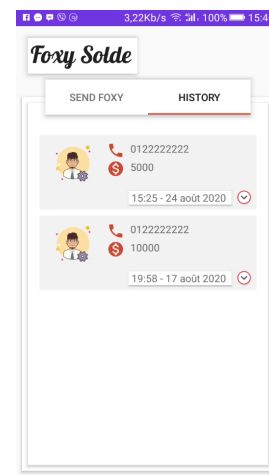 3,22Kb/s 100% 15:4
Foxy Solde
SEND FOXY HISTORY
0122222222
5000
15:25 - 24 août 2020
0122222222
10000
19:58 - 17 août 2020